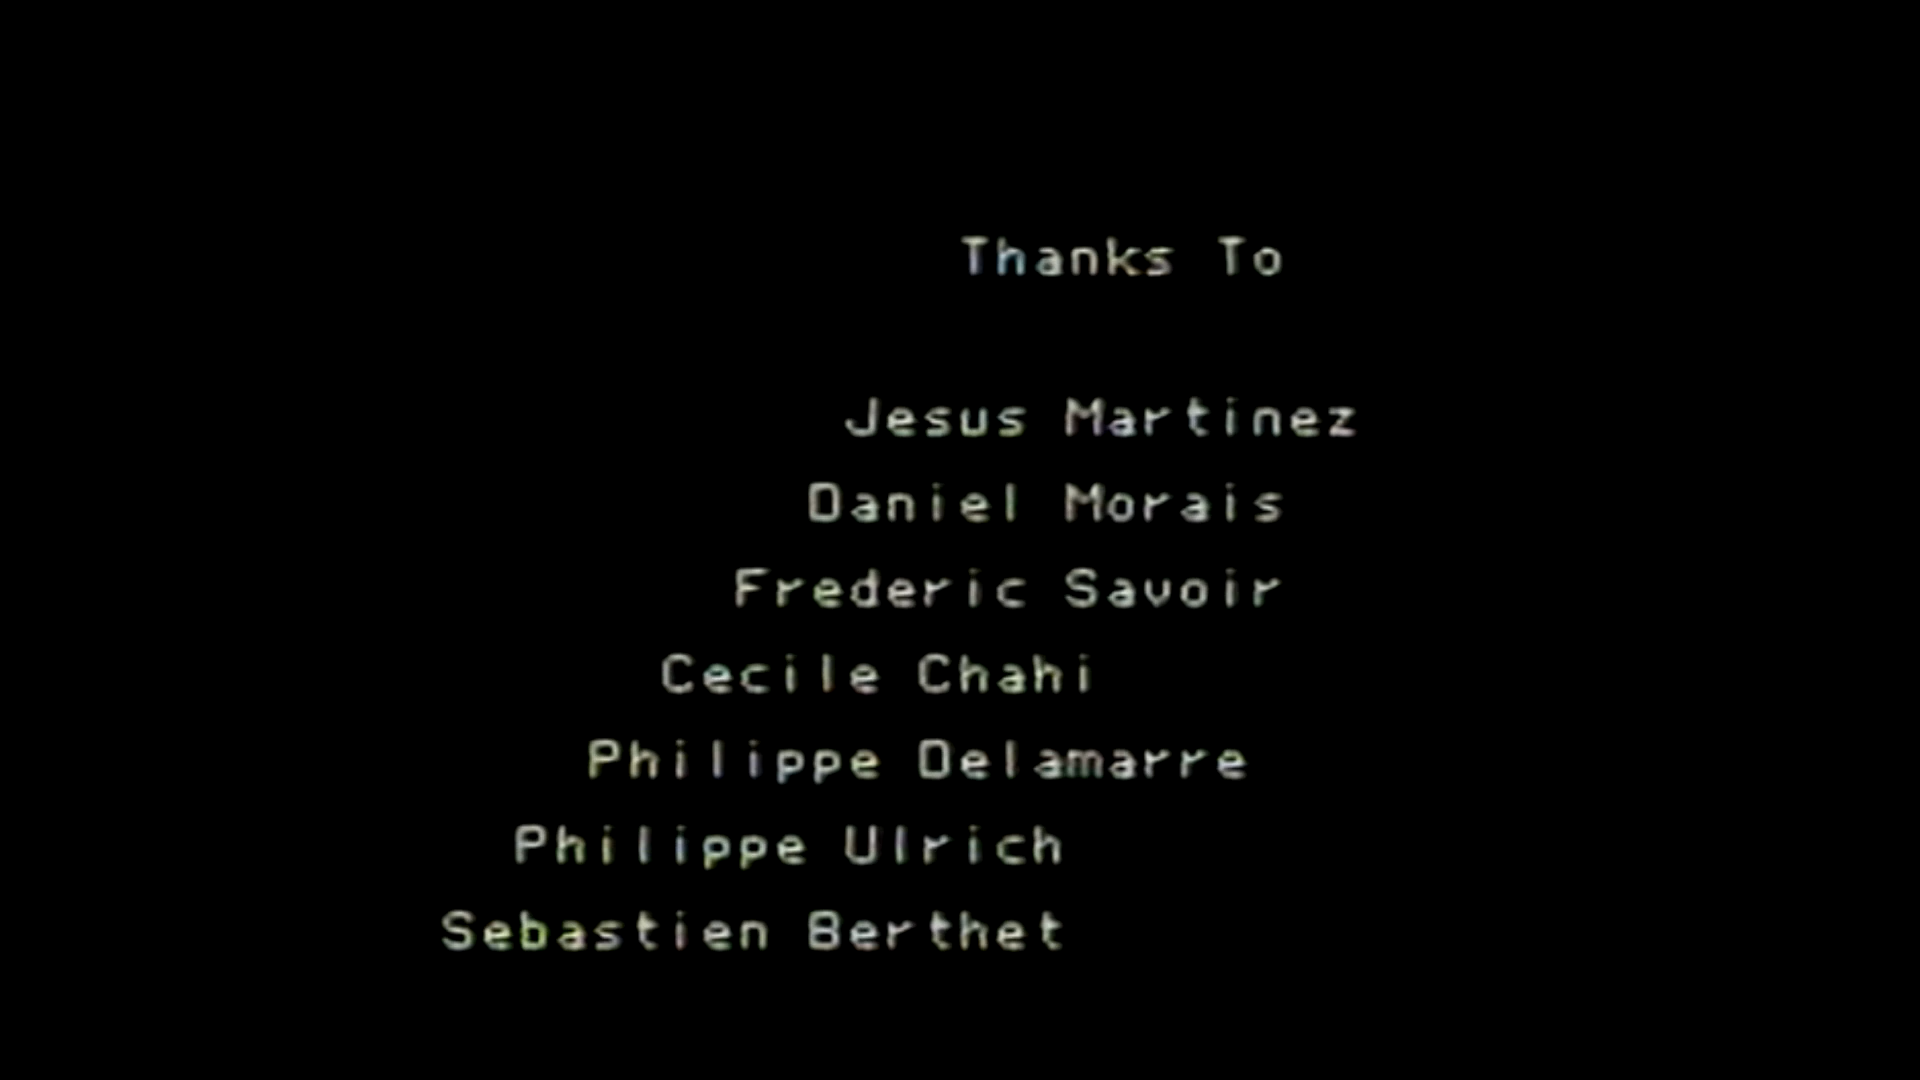 Thanks To
Jesus Martinez
Daniel Morais
Frederic Savoir
Cecile Chahi
Philippe Delamarre
Philippe Ulrich
Sebastien Berthet